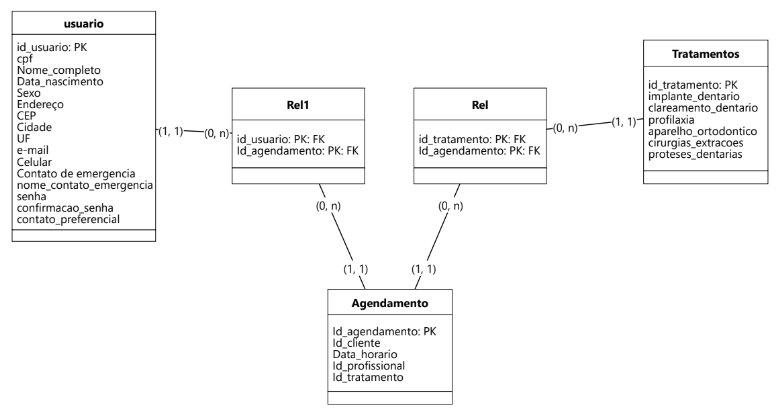 usuario
id_usuario: PK
cpf
Nome_completo
Data_nascimento
Sexo
Endereço
CEP
Cidade
UF
e-mail
Celular
Contato de emergencia
nome_contato_emergencia
senha
confirmacao_senha
contato_preferencial
(1, 1)
(0, n)
Rel1
id_usuario: PK: FK
Id_agendamento: PK: FK
Rel
id_tratamento: PK: FK
Id_agendamento: PK: FK
(0, n)
(1, 1)
Tratamentos
id_tratamento: PK
implante_dentario
clareamento_dentario
profilaxia
aparelho_ortodontico
cirurgias_extracoes
proteses_dentarias
(0, n)
(0, n)
(1, 1)
(1, 1)
Agendamento
Id_agendamento: PK
Id_cliente
Data_horario
Id_profissional
Id_tratamento